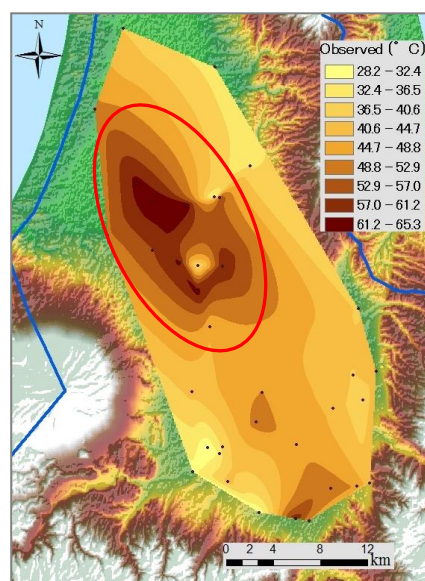 N
Observed (° C)
28.2 - 32.4
32.4 - 36.5
36.5 - 40.6
40.6 - 44.7
44.7 - 48.8
48.8 - 52.9
52.9 - 57.0
57.0 - 61.2
61.2 - 65.3
0 2 4 8 12
km